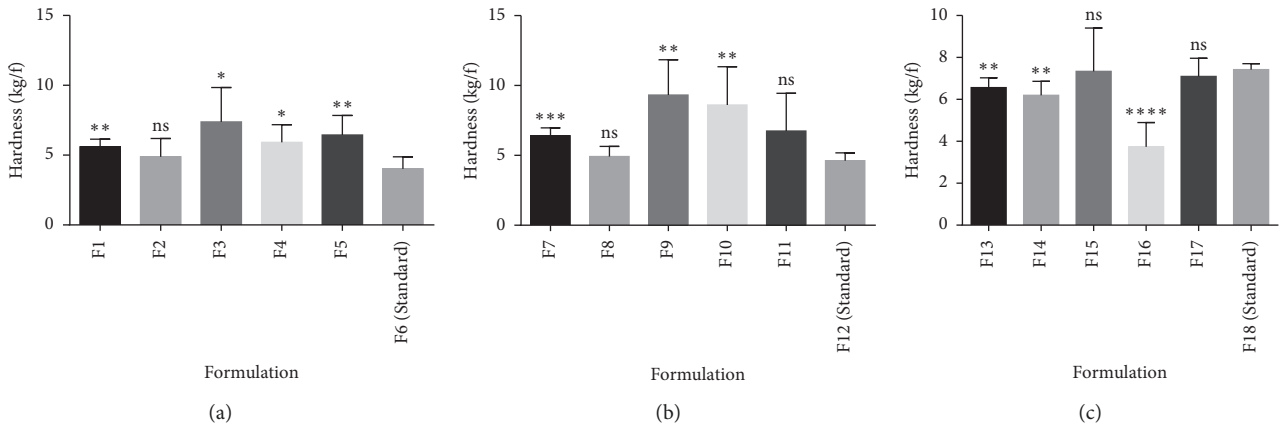 15
10
5
0
Hardness (kg/f)
**
ns
*
*
**
F1
F2
F3
F4
F5
F6 (Standard)
Formulation
(a)
15
10
5
0
Hardness (kg/f)
***
ns
**
**
ns
F7
F8
F9
F10
F11
F12 (Standard)
Formulation
(b)
10
8
6
4
2
0
Hardness (kg/f)
**
**
ns
****
ns
F13
F14
F15
F16
F17
F18 (Standard)
Formulation
(c)